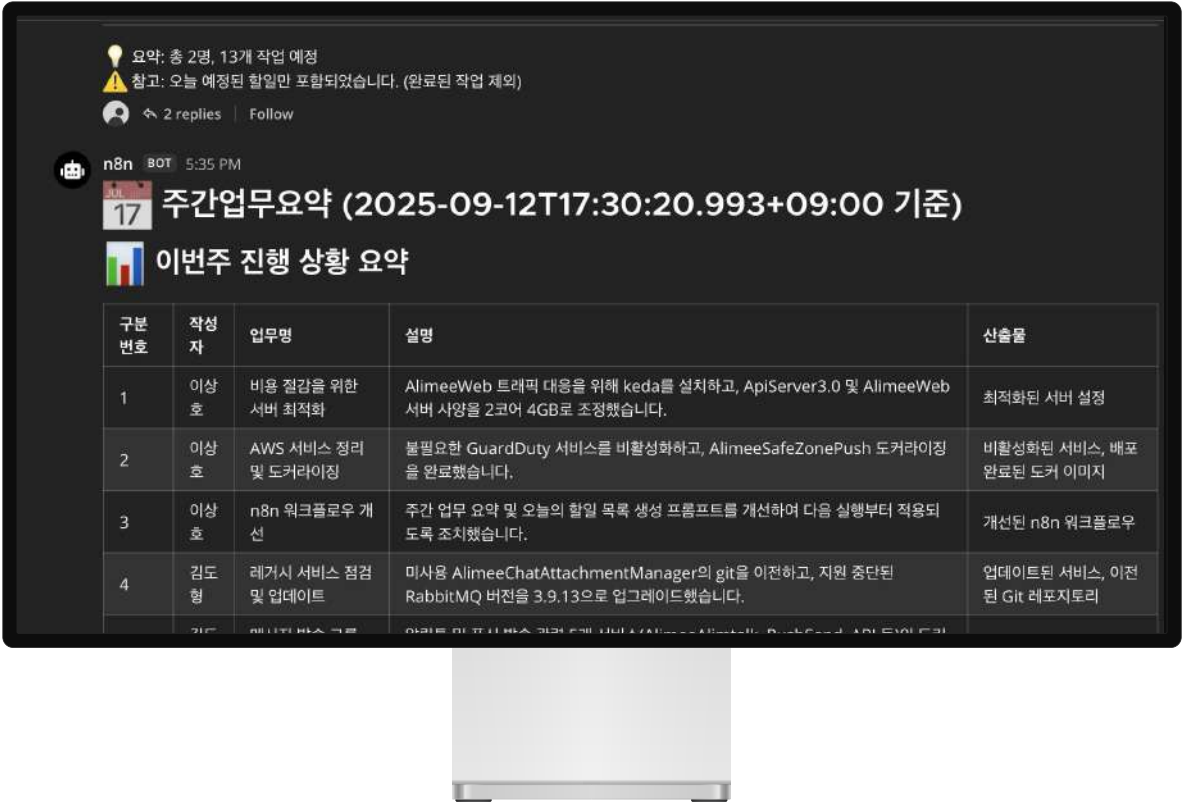 요약: 총 2명, 13개 작업 예정
참고: 오늘 예정된 할일만 포함되었습니다. (완료된 작업 제외)
2 replies
Follow
n8n BOT 5:35 PM
JUL
17
주간업무요약 (2025-09-12T17:30:20.993+09:00 기준)
이번주 진행 상황 요약
구분
번호
작성
자
업무명
설명
산출물
1
이상
호
비용 절감을 위한
서버 최적화
AlimeeWeb 트래픽 대응을 위해 keda를 설치하고, ApiServer3.0 및 AlimeeWeb
서버 사양을 2코어 4GB로 조정했습니다.
최적화된 서버 설정
2
이상
호
AWS 서비스 정리
및 도커라이징
불필요한 GuardDuty 서비스를 비활성화하고, AlimeeSafeZonePush 도커라이징
을 완료했습니다.
비활성화된 서비스, 배포
완료된 도커 이미지
3
이상
호
n8n 워크플로우 개
선
주간 업무 요약 및 오늘의 할일 목록 생성 프롬프트를 개선하여 다음 실행부터 적용되
도록 조치했습니다.
개선된 n8n 워크플로우
4
김도
형
레거시 서비스 점검
및 업데이트
미사용 AlimeeChatAttachmentManager의 git을 이전하고, 지원 중단된
RabbitMQ 버전을 3.9.13으로 업그레이드했습니다.
업데이트된 서비스, 이전
된 Git 레포지토리